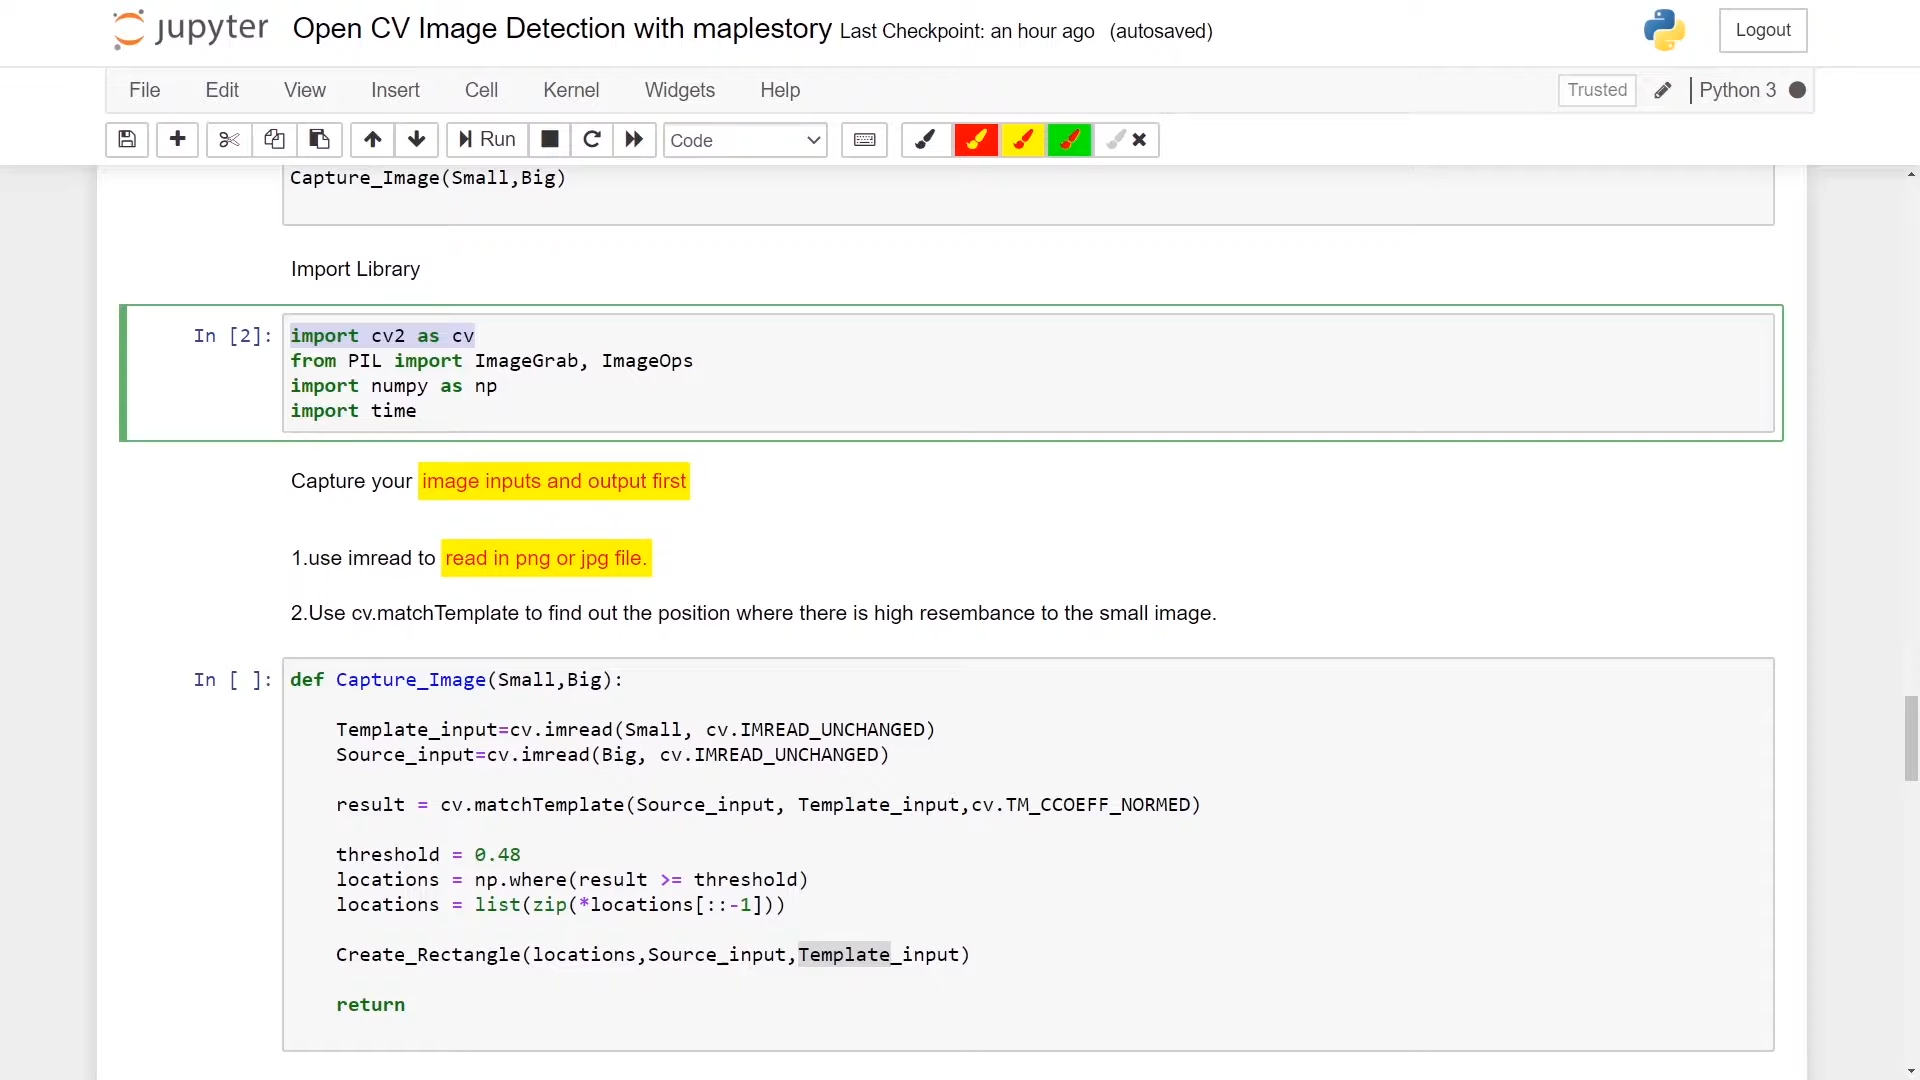 jupyter Open CV Image Detection with maplestory Last Checkpoint: an hour ago (autosaved) Logout
File Edit View Insert Cell Kernel Widgets Help Trusted Python 3
Run Code
Capture_Image(Small,Big)
Import Library
In [2]: import cv2 as cv
from PIL import ImageGrab, ImageOps
import numpy as np
import time
Capture your image inputs and output first
1.use imread to read in png or jpg file.
2.Use cv.matchTemplate to find out the position where there is high resembance to the small image.
In [ ]: def Capture_Image(Small,Big):
Template_input=cv.imread(Small, cv.IMREAD_UNCHANGED)
Source_input=cv.imread(Big, cv.IMREAD_UNCHANGED)
result = cv.matchTemplate(Source_input, Template_input,cv.TM_CCOEFF_NORMED)
threshold = 0.48
locations = np.where(result >= threshold)
locations = list(zip(*locations[::-1]))
Create_Rectangle(locations,Source_input,Template_input)
return